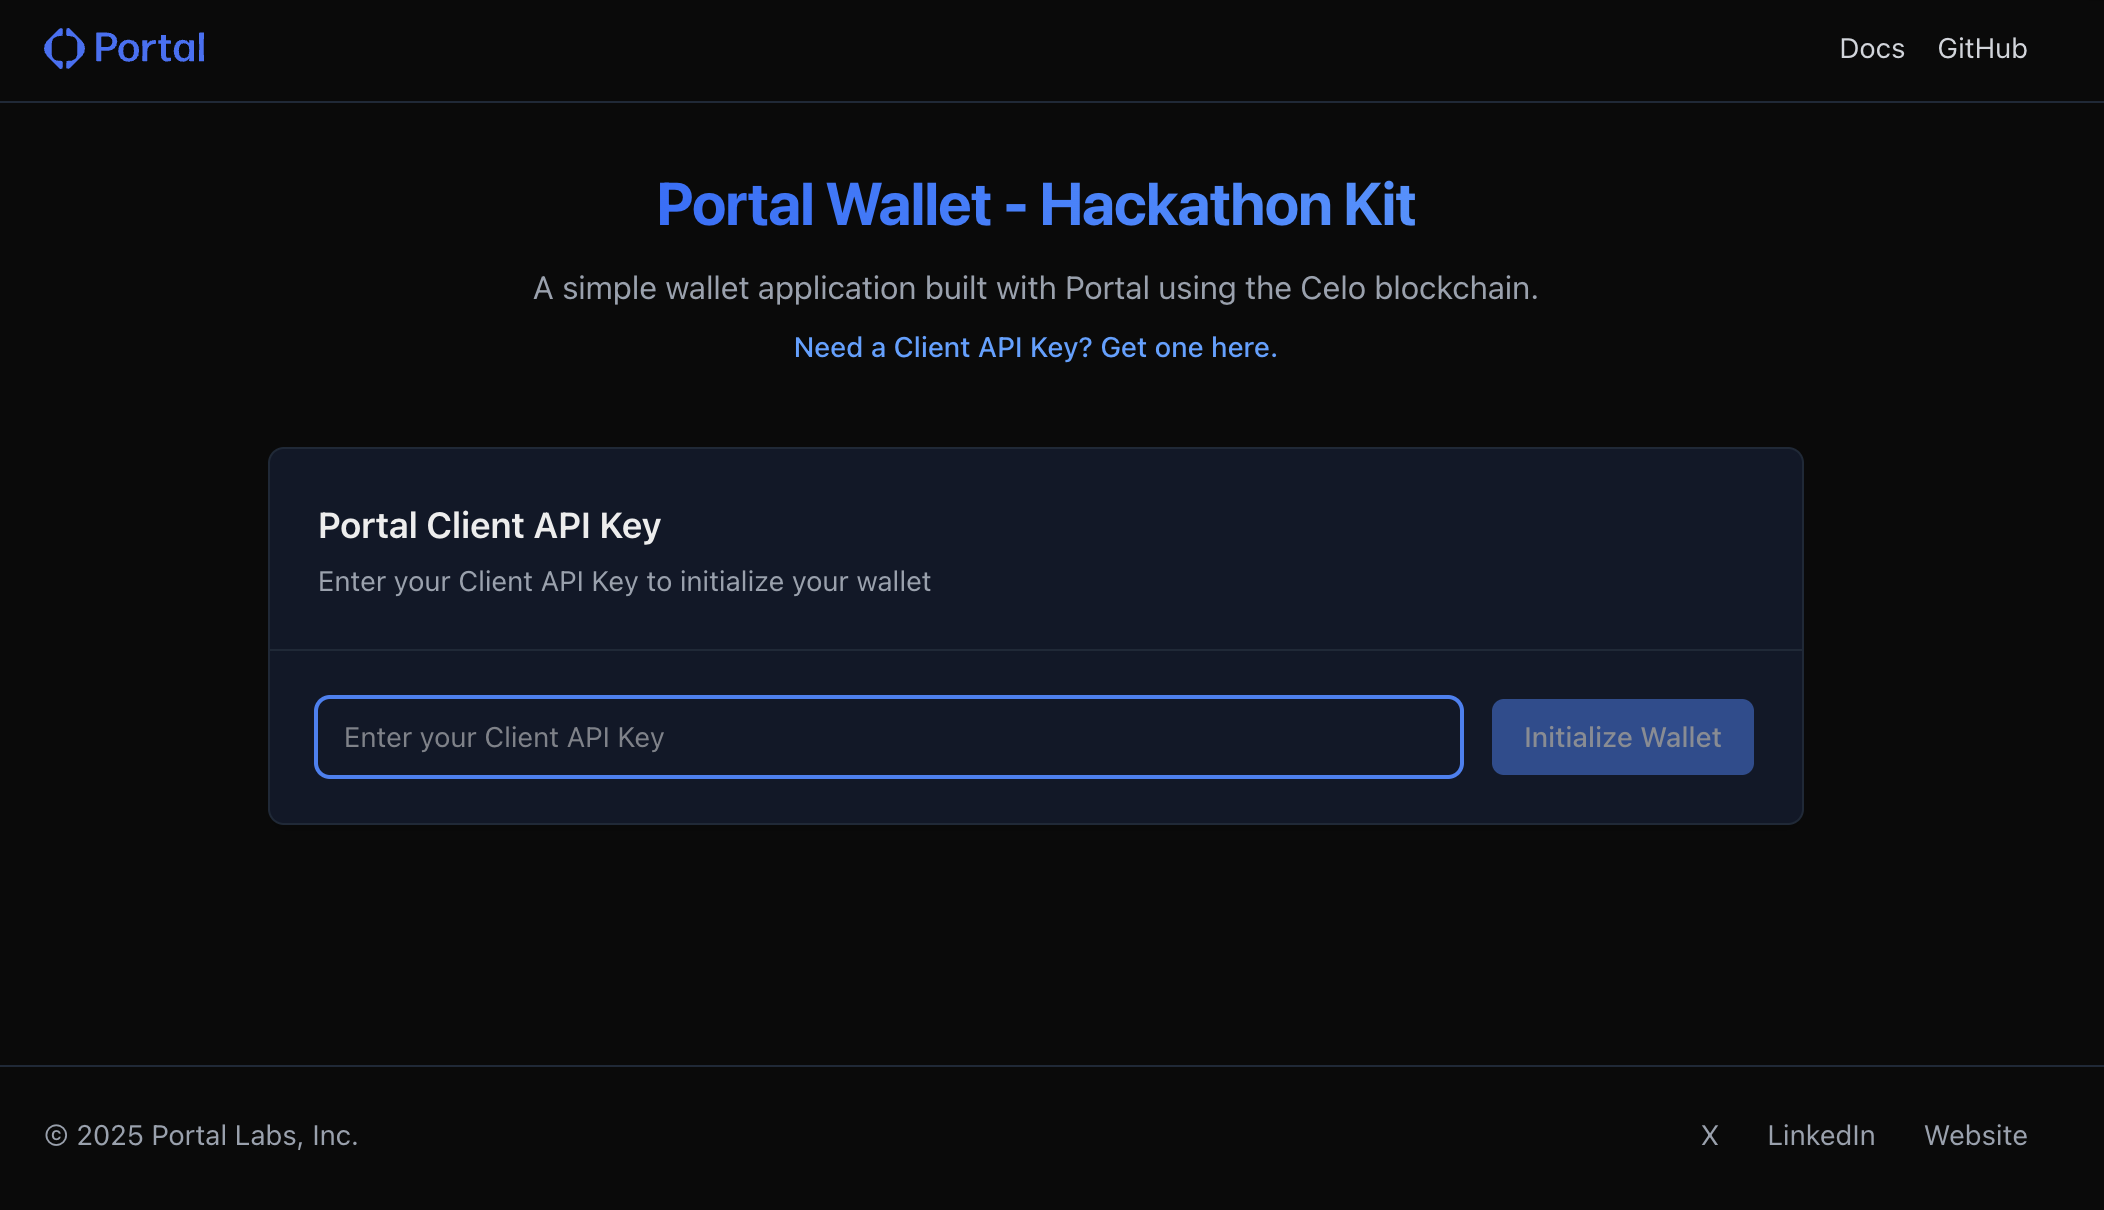 Portal
Docs GitHub
Portal Wallet - Hackathon Kit
A simple wallet application built with Portal using the Celo blockchain.
Need a Client API Key? Get one here.
Portal Client API Key
Enter your Client API Key to initialize your wallet
Enter your Client API Key
Initialize Wallet
© 2025 Portal Labs, Inc.
X LinkedIn Website